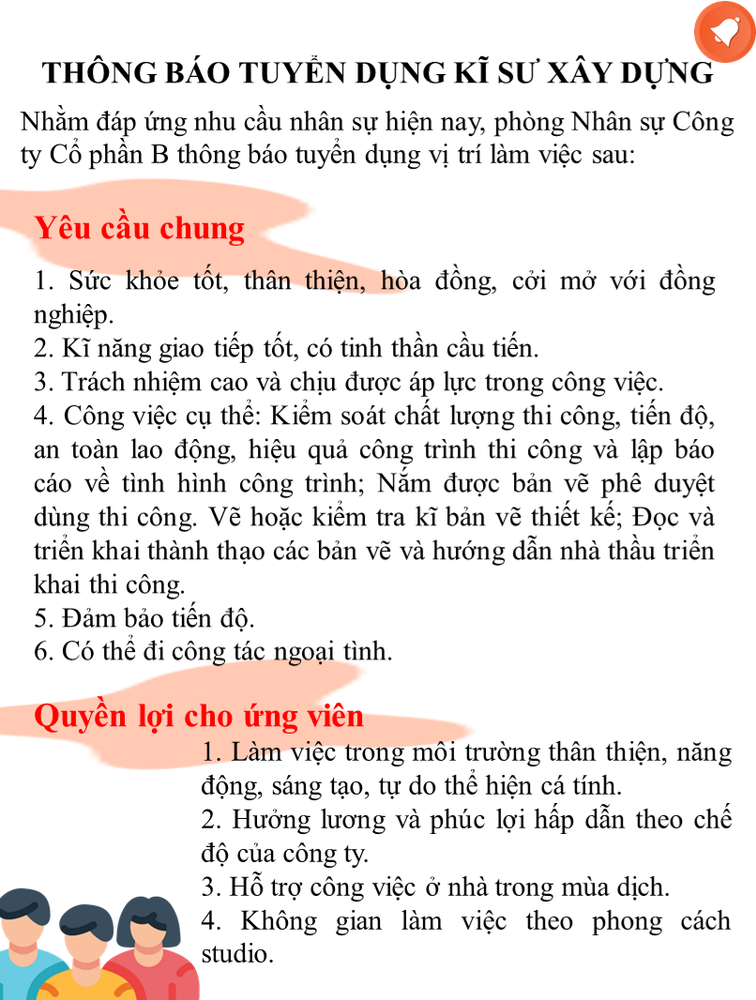 THÔNG BÁO TUYỂN DỤNG KĨ SƯ XÂY DỰNG
Nhằm đáp ứng nhu cầu nhân sự hiện nay, phòng Nhân sự Công
ty Cổ phần B thông báo tuyển dụng vị trí làm việc sau:
Yêu cầu chung
1. Sức khỏe tốt, thân thiện, hòa đồng, cởi mở với đồng
nghiệp.
2. Kĩ năng giao tiếp tốt, có tinh thần cầu tiến.
3. Trách nhiệm cao và chịu được áp lực trong công việc.
4. Công việc cụ thể: Kiểm soát chất lượng thi công, tiến độ,
an toàn lao động, hiệu quả công trình thi công và lập báo
cáo về tình hình công trình; Nắm được bản vẽ phê duyệt
dùng thi công. Vẽ hoặc kiểm tra kĩ bản vẽ thiết kế; Đọc và
triển khai thành thạo các bản vẽ và hướng dẫn nhà thầu triển
khai thi công.
5. Đảm bảo tiến độ.
6. Có thể đi công tác ngoại tình.
Quyền lợi cho ứng viên
1. Làm việc trong môi trường thân thiện, năng
động, sáng tạo, tự do thể hiện cá tính.
2. Hưởng lương và phúc lợi hấp dẫn theo chế
độ của công ty.
3. Hỗ trợ công việc ở nhà trong mùa dịch.
4. Không gian làm việc theo phong cách
studio.